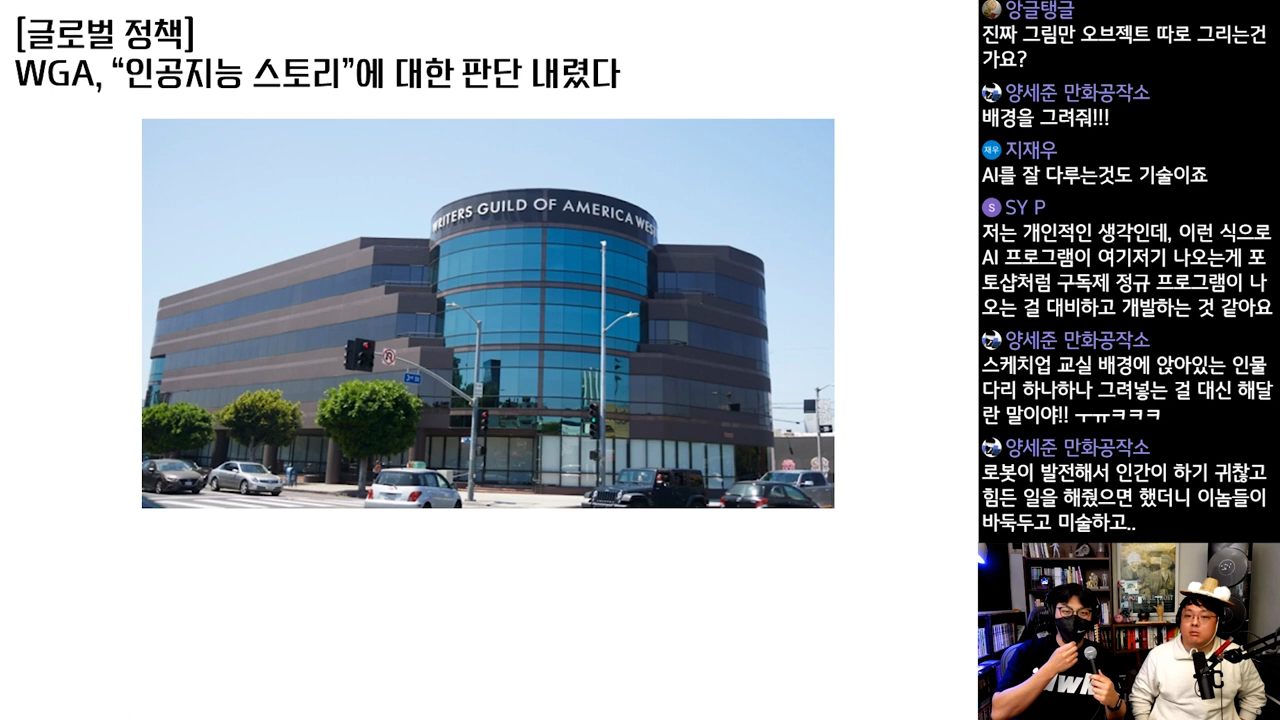 [글로벌 정책]
WGA, “인공지능 스토리”에 대한 판단 내렸다
WRITERS GUILD OF AMERICA WEST
앙글탱글
진짜 그림만 오브젝트 따로 그리는건
가요?
양세준 만화공작소
배경을 그려줘!!!
재우
지재우
AI를 잘 다루는것도 기술이죠
S
SY P
저는 개인적인 생각인데, 이런 식으로
AI 프로그램이 여기저기 나오는게 포
토샵처럼 구독제 정규 프로그램이 나
오는 걸 대비하고 개발하는 것 같아요
양세준 만화공작소
스케치업 교실 배경에 앉아있는 인물
다리 하나하나 그려넣는 걸 대신 해달
란 말이야!! ㅜㅠㅋㅋㅋ
양세준 만화공작소
로봇이 발전해서 인간이 하기 귀찮고
힘든 일을 해줬으면 했더니 이놈들이
바둑두고 미술하고..